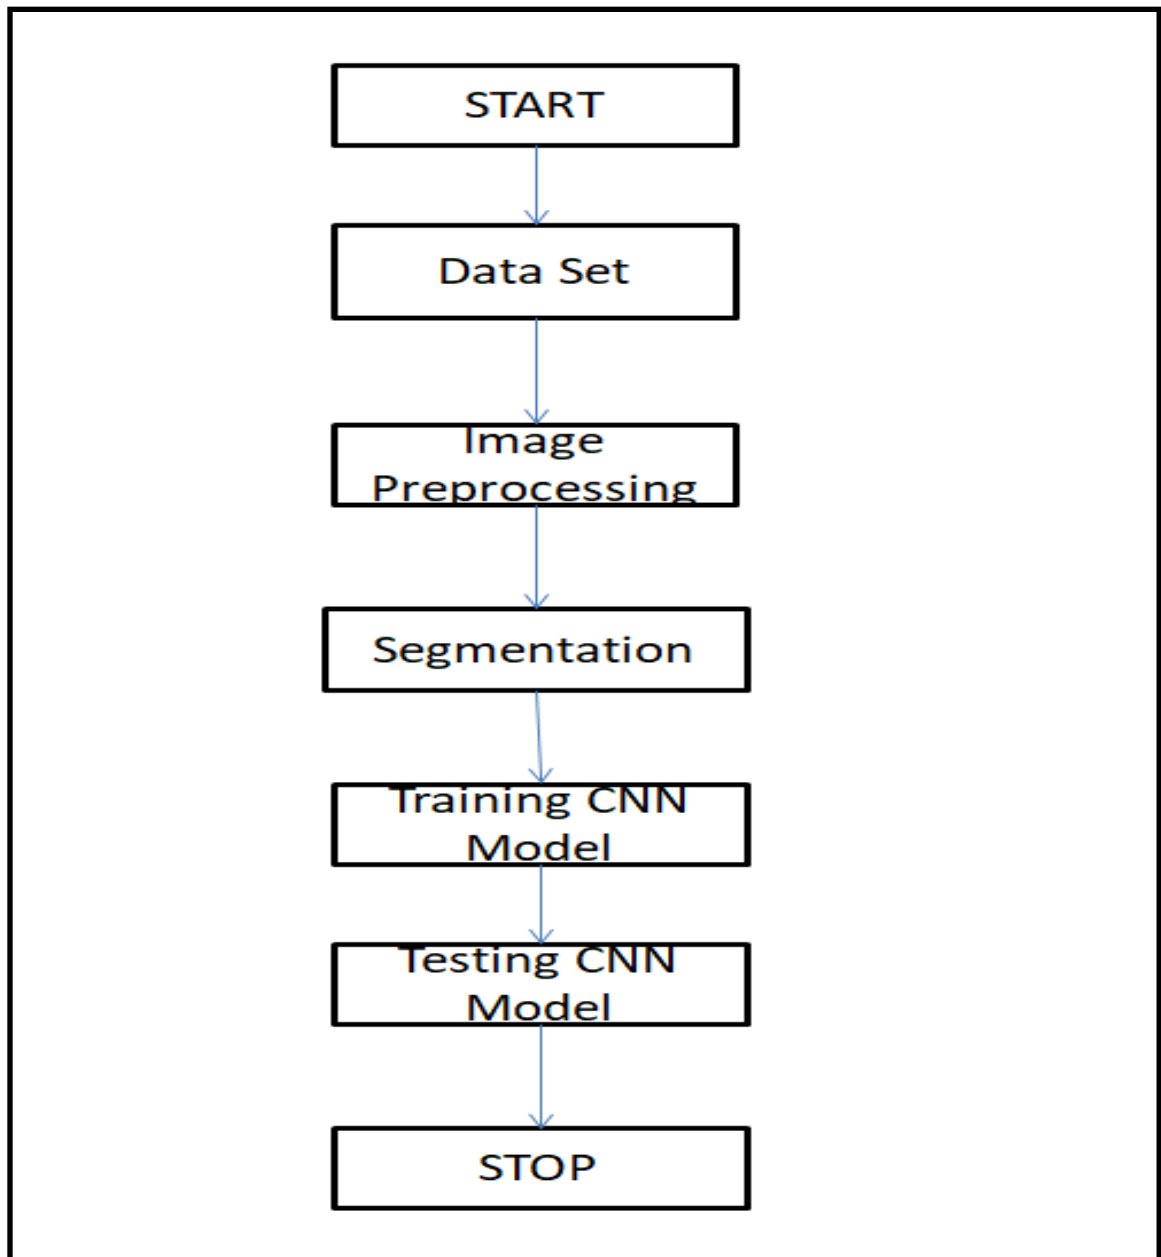 START
Data Set
Image
Preprocessing
Segmentation
Training CNN
Model
Testing CNN
Model
STOP